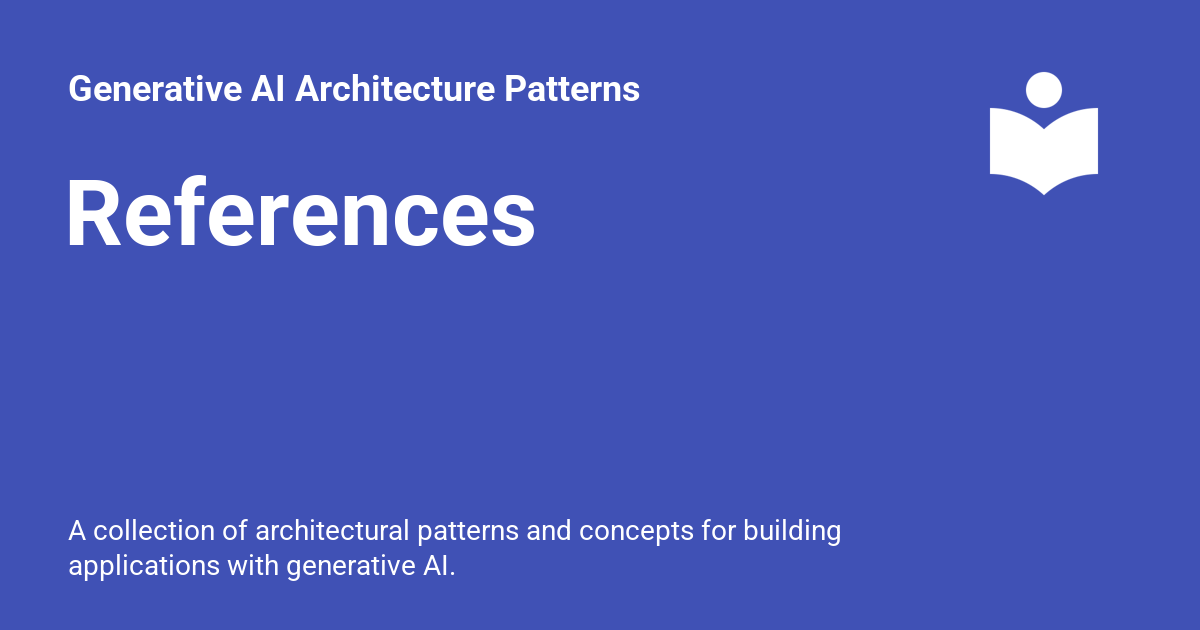 Generative AI Architecture Patterns
References
A collection of architectural patterns and concepts for building
applications with generative AI.